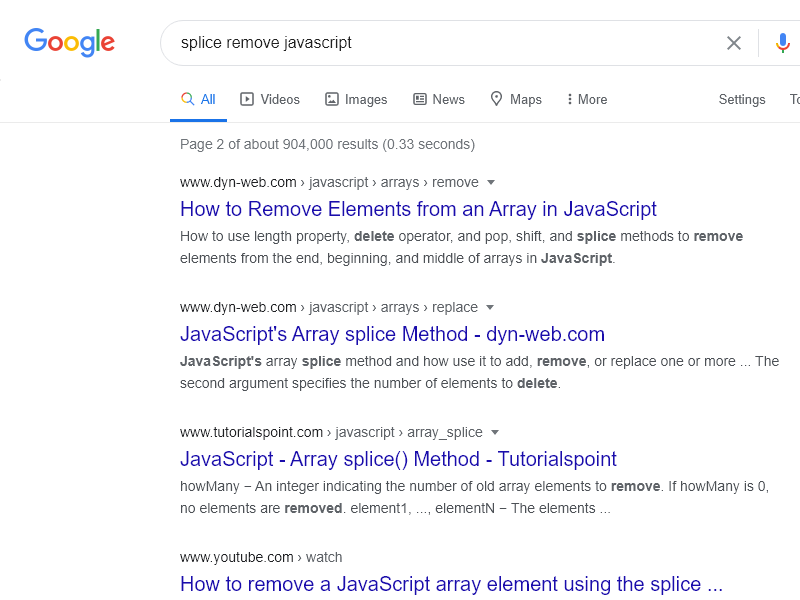 Google
splice remove javascript
All Videos Images News Maps More Settings
Page 2 of about 904,000 results (0.33 seconds)
www.dyn-web.com › javascript › arrays › remove
How to Remove Elements from an Array in JavaScript
How to use length property, delete operator, and pop, shift, and splice methods to remove
elements from the end, beginning, and middle of arrays in JavaScript.
www.dyn-web.com › javascript › arrays › replace
JavaScript's Array splice Method - dyn-web.com
JavaScript's array splice method and how use it to add, remove, or replace one or more ... The
second argument specifies the number of elements to delete.
www.tutorialspoint.com › javascript › array_splice
JavaScript - Array splice() Method - Tutorialspoint
howMany − An integer indicating the number of old array elements to remove. If howMany is 0,
no elements are removed. element1, ..., elementN − The elements ...
www.youtube.com › watch
How to remove a JavaScript array element using the splice ...